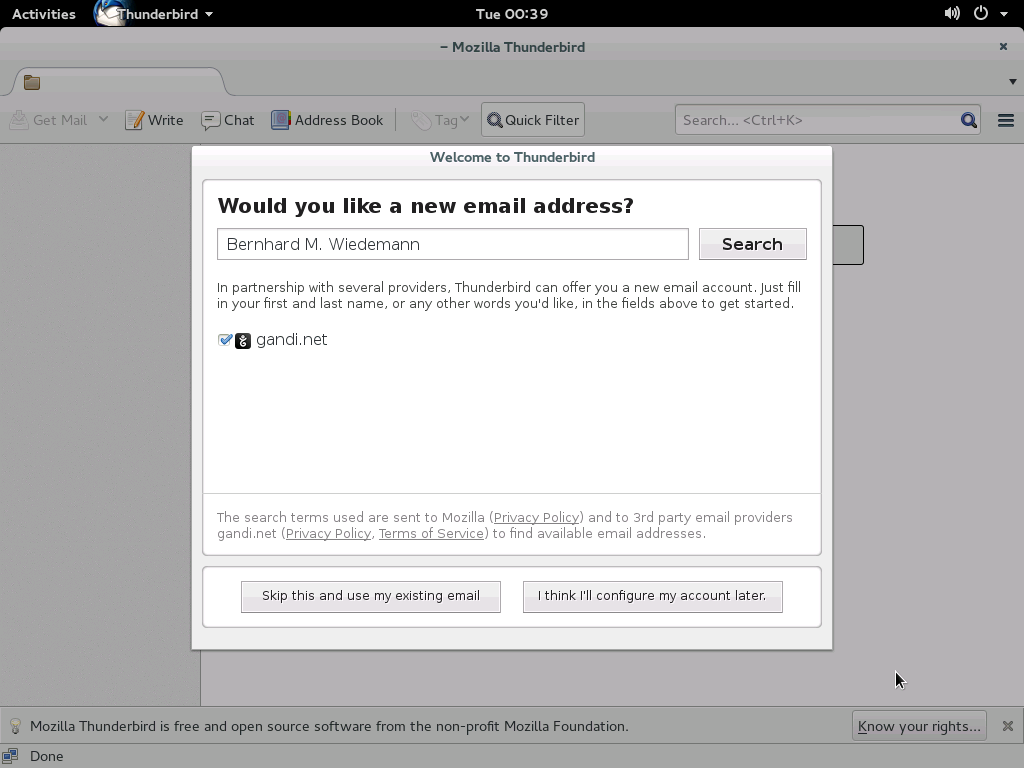 Activities Thunderbird Tue 00:39
– Mozilla Thunderbird
Get Mail Write Chat Address Book Tag Quick Filter Search... <Ctrl+K>
Welcome to Thunderbird
Would you like a new email address?
Bernhard M. Wiedemann Search
In partnership with several providers, Thunderbird can offer you a new email account. Just fill
in your first and last name, or any other words you'd like, in the fields above to get started.
gandi.net
The search terms used are sent to Mozilla (Privacy Policy) and to 3rd party email providers
gandi.net (Privacy Policy, Terms of Service) to find available email addresses.
Skip this and use my existing email I think I'll configure my account later.
Mozilla Thunderbird is free and open source software from the non-profit Mozilla Foundation. Know your rights...
Done